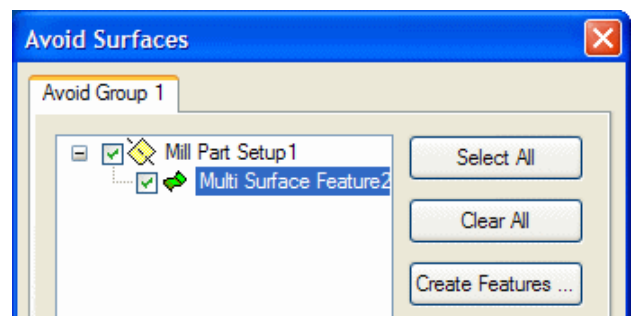 Avoid Surfaces
Avoid Group 1
Mill Part Setup1
Select All
Multi Surface Feature2
Clear All
Create Features ...